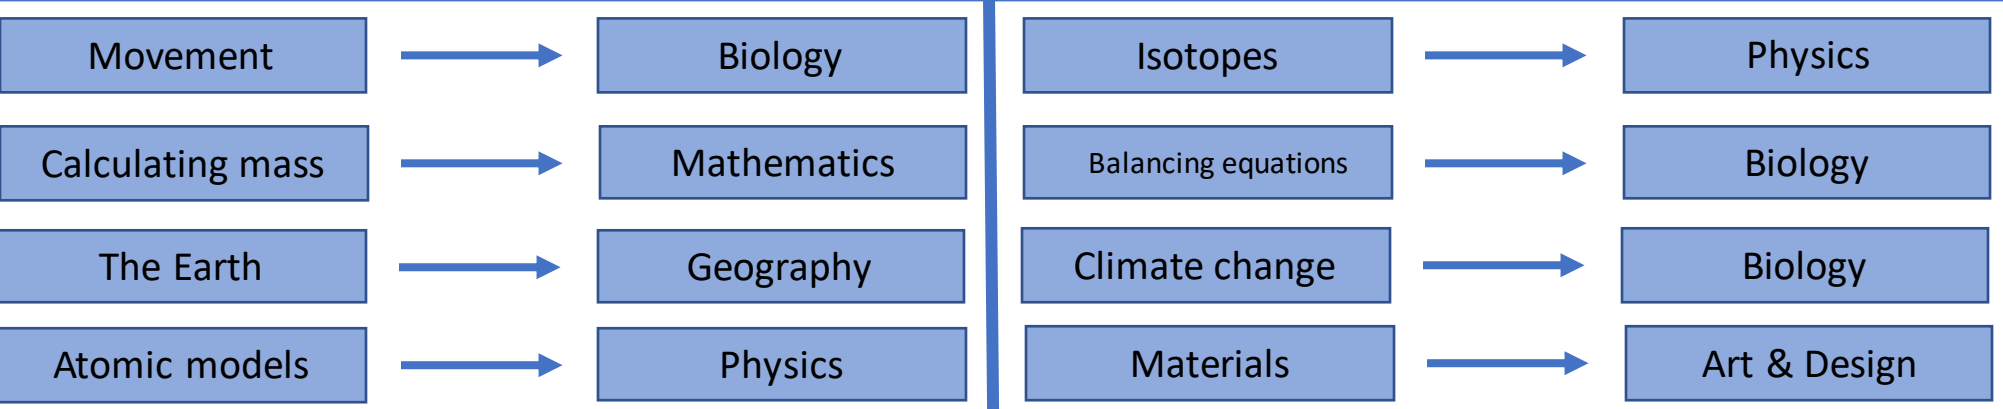 Movement
Biology
Calculating mass
Mathematics
The Earth
Geography
Atomic models
Physics
Isotopes
Physics
Balancing equations
Biology
Climate change
Biology
Materials
Art & Design